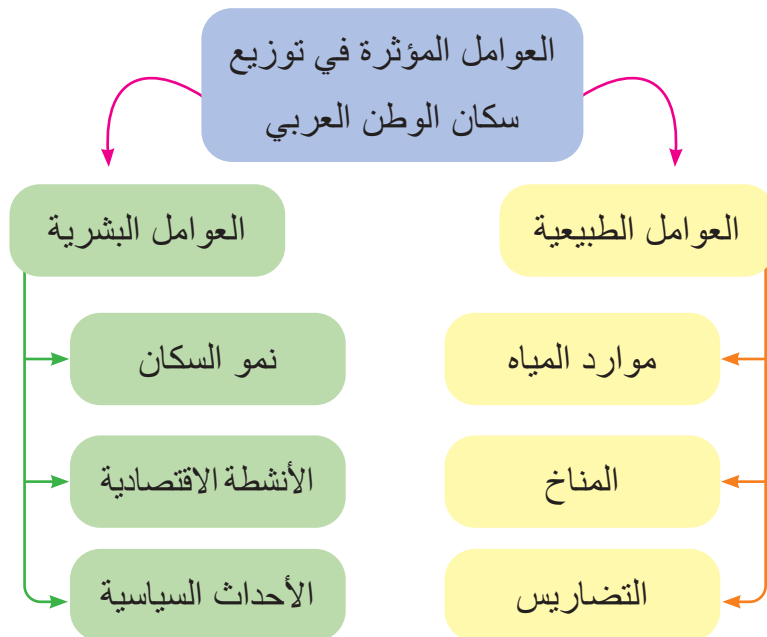 العوامل المؤثرة في توزيع
سكان الوطن العربي
العوامل الطبيعية
موارد المياه
المناخ
التضاريس
العوامل البشرية
نمو السكان
الأنشطة الاقتصادية
الأحداث السياسية